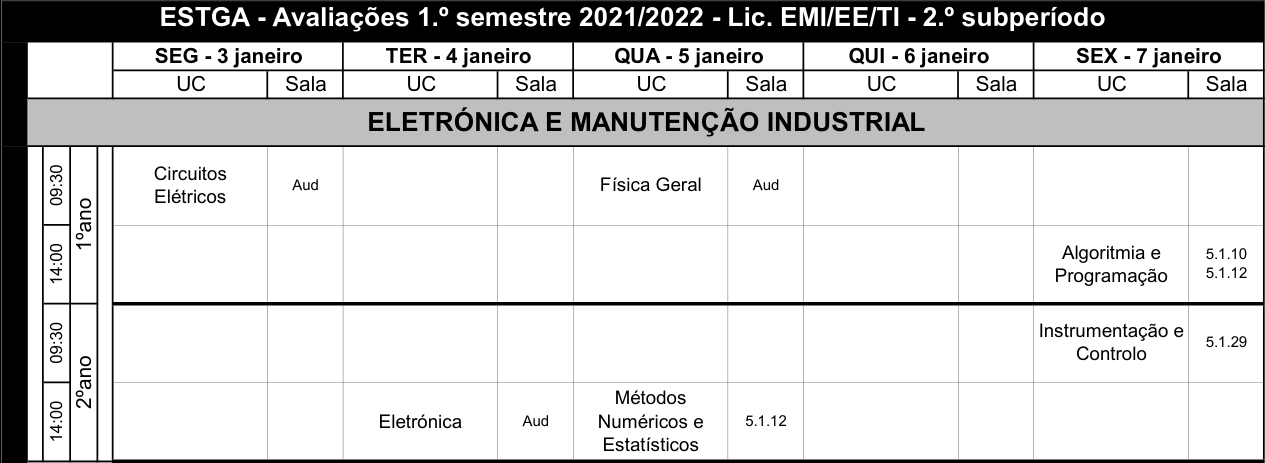 ESTGA - Avaliações 1.º semestre 2021/2022 - Lic. EMI/EE/TI - 2.º subperíodo
SEG - 3 janeiro TER - 4 janeiro QUA - 5 janeiro QUI - 6 janeiro SEX - 7 janeiro
UC Sala UC Sala UC Sala UC Sala UC Sala
ELETRÓNICA E MANUTENÇÃO INDUSTRIAL
1ºano
09:30
Circuitos
Elétricos
Aud
Física Geral
Aud
14:00
Algoritmia e
Programação
5.1.10
5.1.12
2ºano
09:30
Instrumentação e
Controlo
5.1.29
14:00
Eletrónica
Aud
Métodos
Numéricos e
Estatísticos
5.1.12